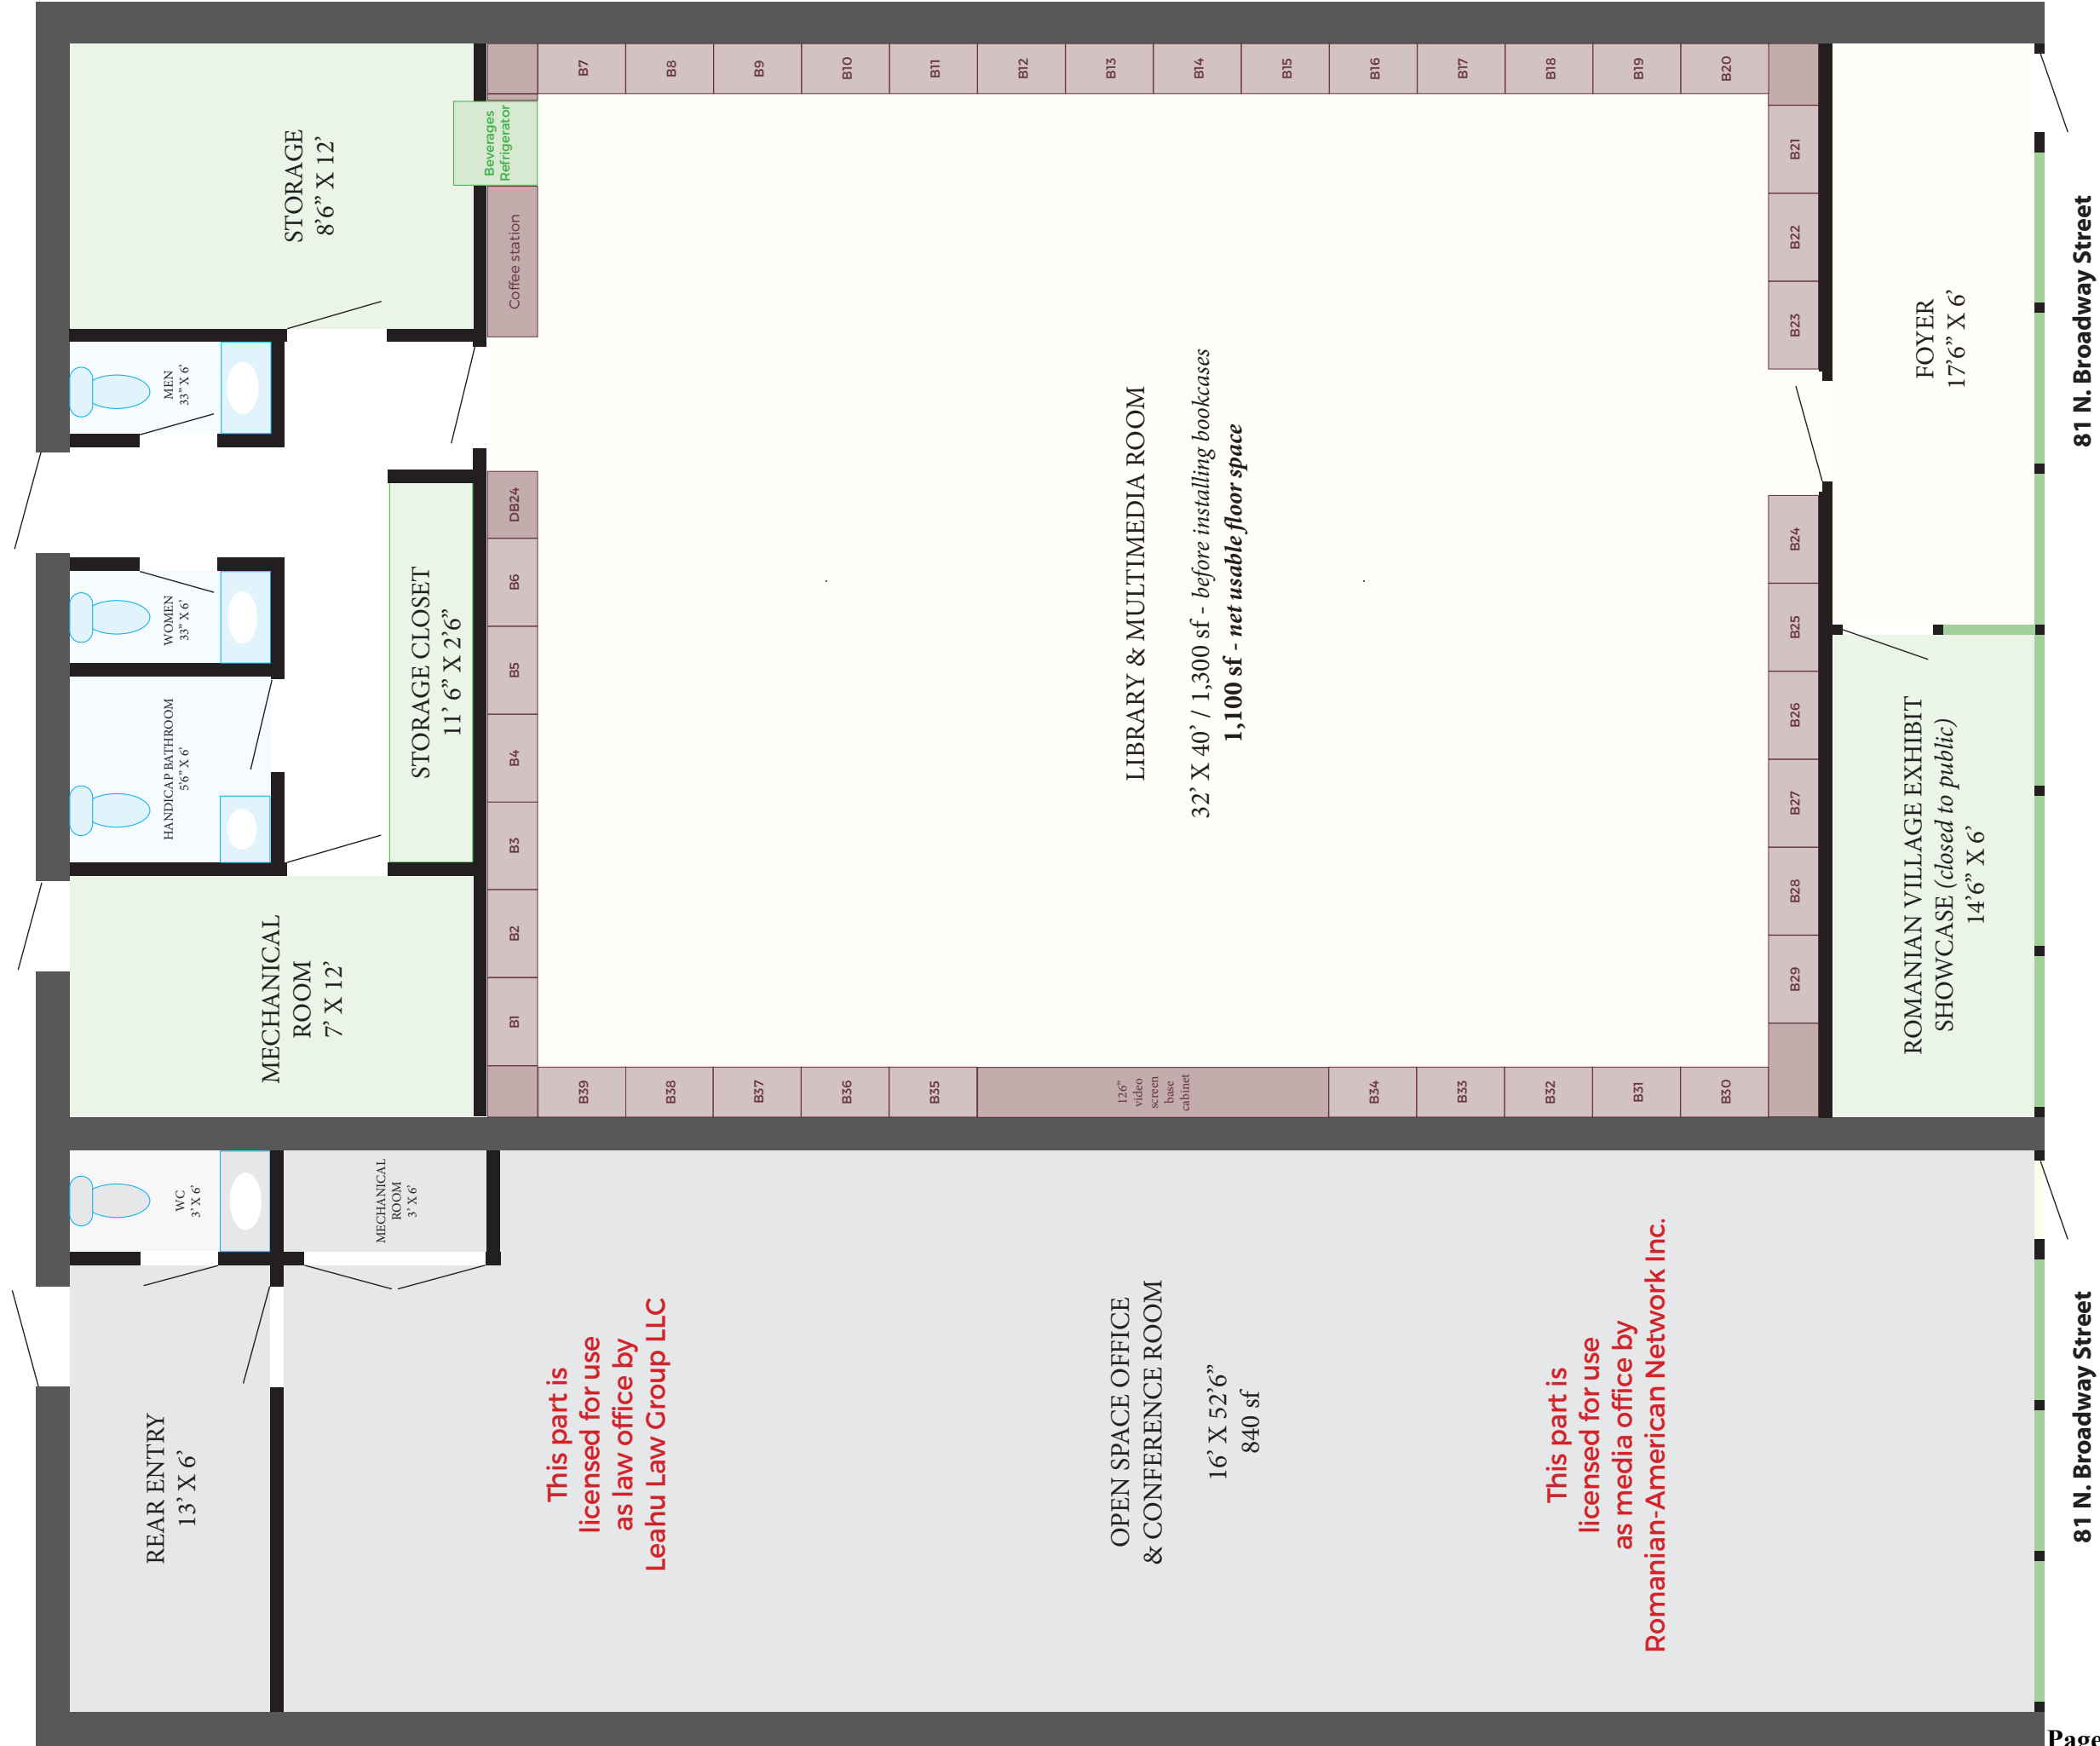 STORAGE
8’6” X 12’
MEN
33” X 6’
WOMEN
33” X 6’
HANDICAP BATHROOM
5’6” X 6’
STORAGE CLOSET
11’ 6” X 2’6”
MECHANICAL
ROOM
7’ X 12’
Beverages
Refrigerator
Coffee station
DB24
B6
B5
B4
B3
B2
B1
B7
B8
B9
B10
B11
B12
B13
B14
B15
B16
B17
B18
B19
B20
B21
B22
B23
B24
B25
B26
B27
B28
B29
B39
B38
B37
B36
B35
126”
video
screen
base
cabinet
B34
B33
B32
B31
B30
LIBRARY & MULTIMEDIA ROOM
32’ X 40’ / 1,300 sf - before installing bookcases
1,100 sf - net usable floor space
FOYER
17’6” X 6’
ROMANIAN VILLAGE EXHIBIT
SHOWCASE (closed to public)
14’6” X 6’
81 N. Broadway Street
WC
3’ X 6’
MECHANICAL
ROOM
3’ X 6’
REAR ENTRY
13’ X 6’
This part is
licensed for use
as law office by
Leahu Law Group LLC
OPEN SPACE OFFICE
& CONFERENCE ROOM
16’ X 52’6”
840 sf
This part is
licensed for use
as media office by
Romanian-American Network Inc.
81 N. Broadway Street
Page